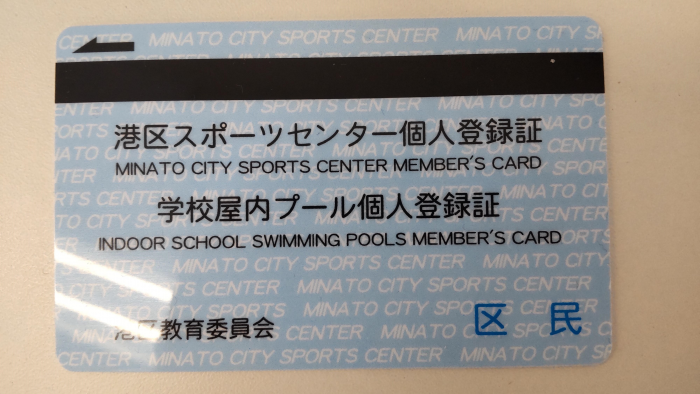 港区スポーツセンター個人登録証
MINATO CITY SPORTS CENTER MEMBER'S CARD
学校屋内プール個人登録証
INDOOR SCHOOL SWIMMING POOLS MEMBER'S CARD
港区教育委員会
区 民